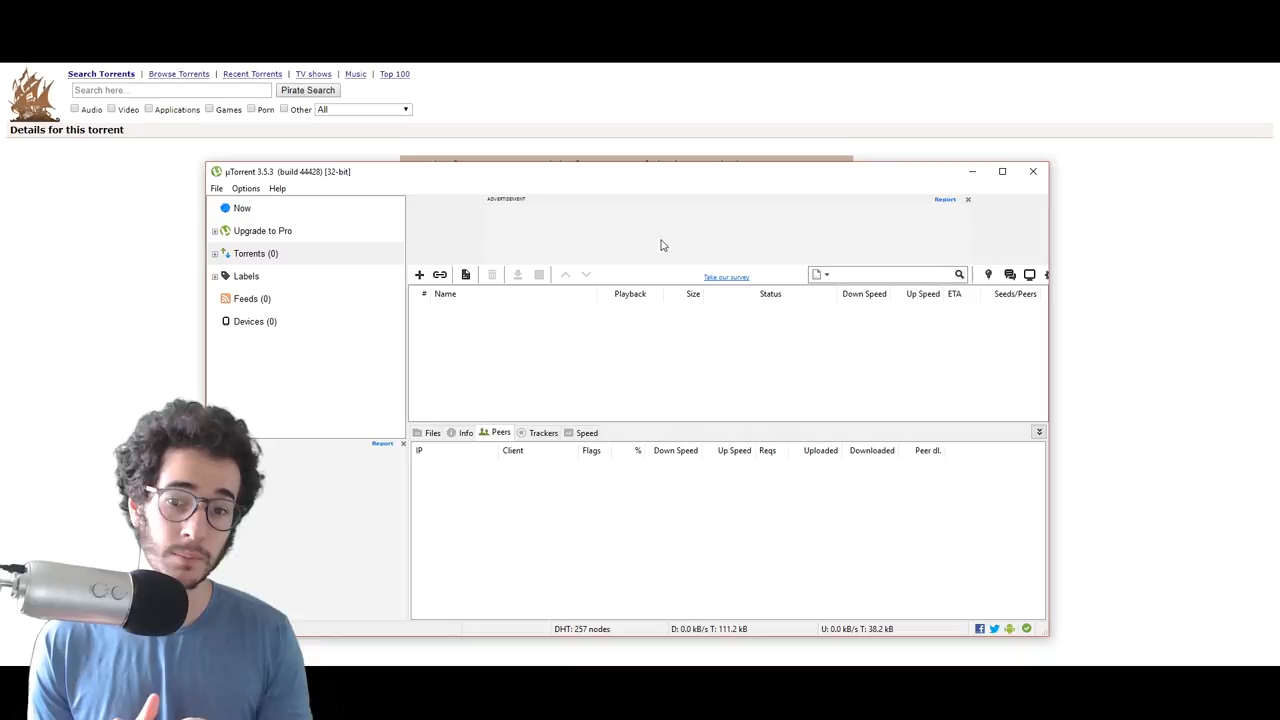 Search Torrents | Browse Torrents | Recent Torrents | TV shows | Music | Top 100
Search here... Pirate Search
Audio Video Applications Games Porn Other All
Details for this torrent
µTorrent 3.5.3 (build 44428) [32-bit]
File Options Help
Now
Upgrade to Pro
Torrents (0)
Labels
Feeds (0)
Devices (0)
Report
ADVERTISEMENT
Report
Take our survey
# Name Playback Size Status Down Speed Up Speed ETA Seeds/Peers
Files Info Peers Trackers Speed
IP Client Flags % Down Speed Up Speed Reqs Uploaded Downloaded Peer dl.
DHT: 257 nodes D: 0.0 kB/s T: 111.2 kB U: 0.0 kB/s T: 38.2 kB